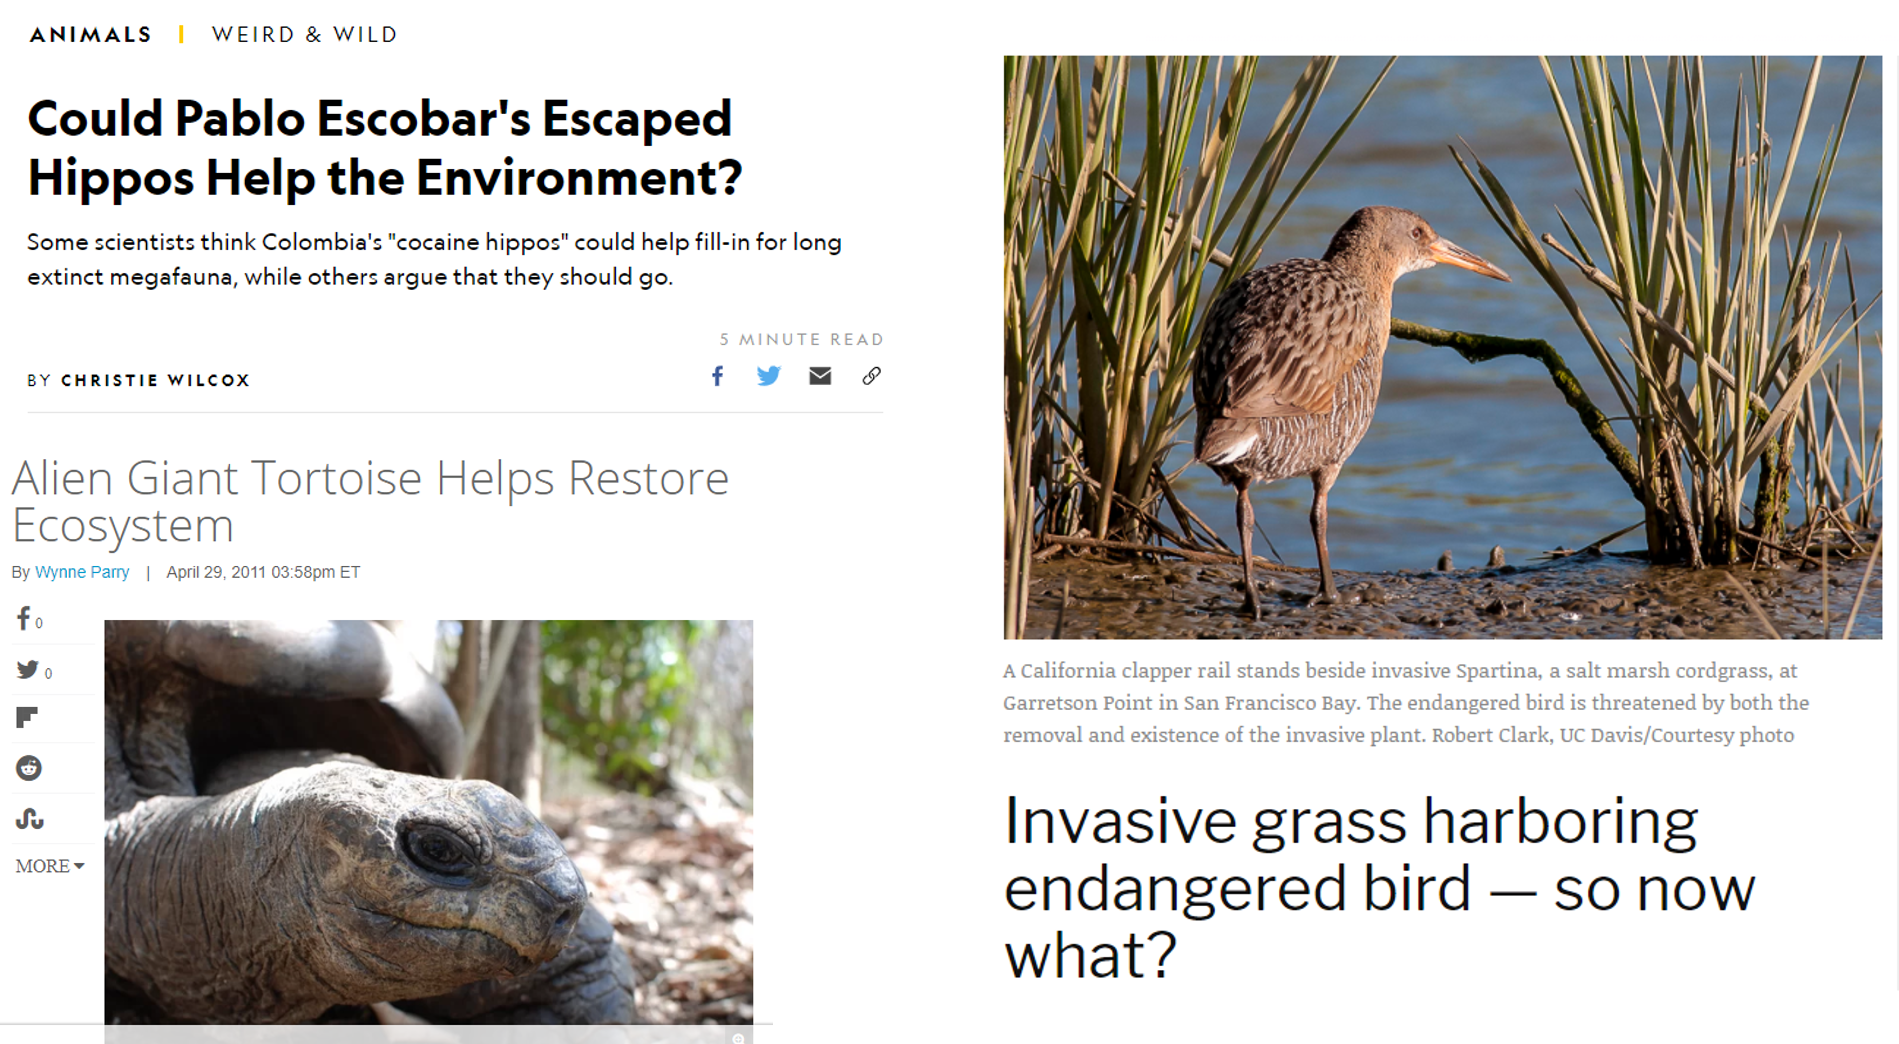 ANIMALS | WEIRD & WILD
Could Pablo Escobar's Escaped
Hippos Help the Environment?
Some scientists think Colombia's "cocaine hippos" could help fill-in for long
extinct megafauna, while others argue that they should go.
5 MINUTE READ
BY CHRISTIE WILCOX
Alien Giant Tortoise Helps Restore
Ecosystem
By Wynne Parry | April 29, 2011 03:58pm ET
0
0
MORE
A California clapper rail stands beside invasive Spartina, a salt marsh cordgrass, at
Garretson Point in San Francisco Bay. The endangered bird is threatened by both the
removal and existence of the invasive plant. Robert Clark, UC Davis/Courtesy photo
Invasive grass harboring
endangered bird — so now
what?